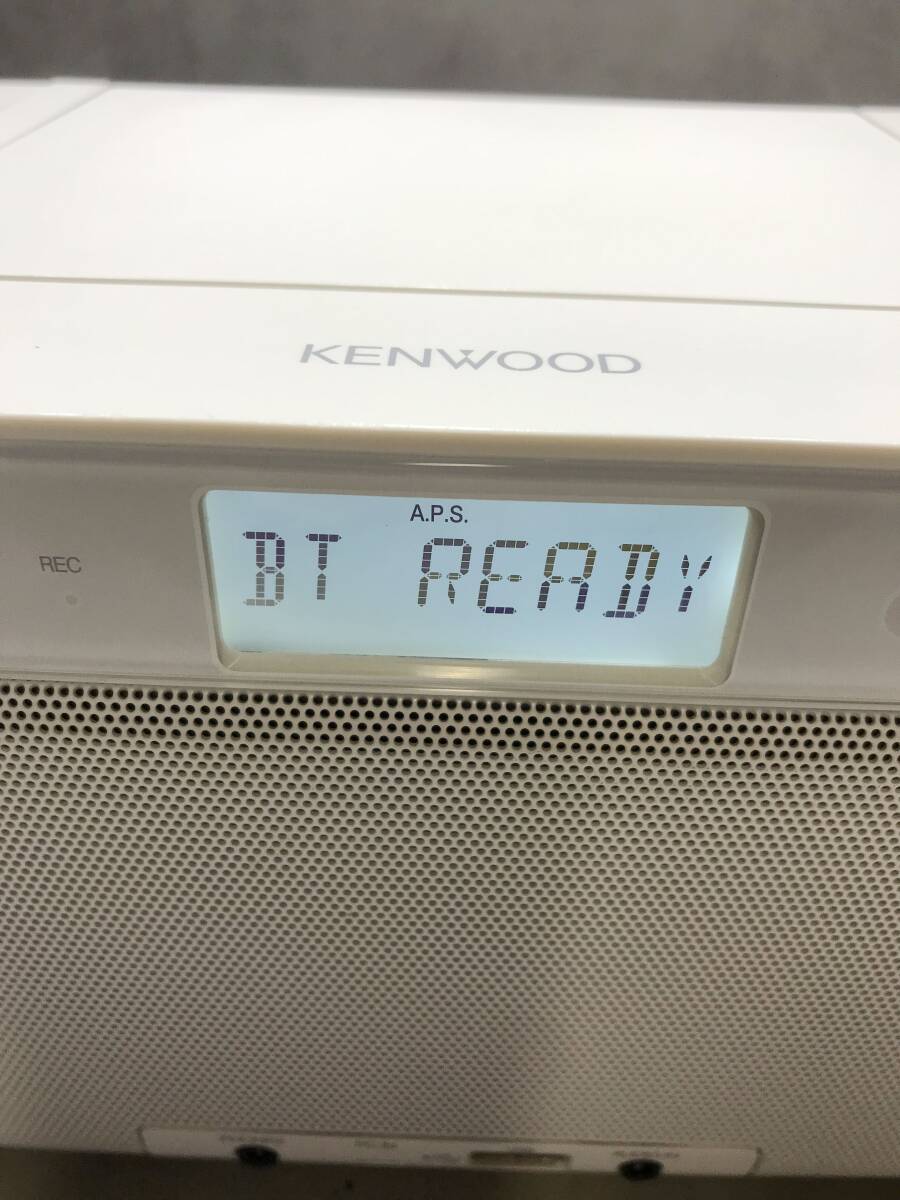 KENWOOD
A.P.S.
BT READY
REC